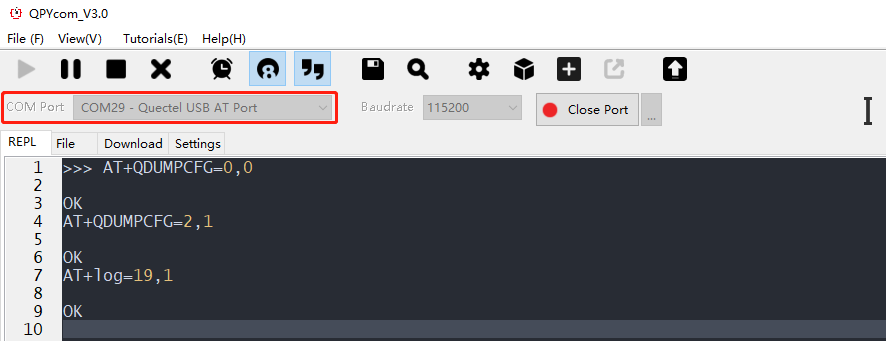 QPYcom_V3.0
File (F) View(V) Tutorials(E) Help(H)
COM Port COM29 - Quectel USB AT Port Baudrate 115200 Close Port ...
REPL File Download Settings
1 >>> AT+QDUMPCFG=0,0
2
3 OK
4 AT+QDUMPCFG=2,1
5
6 OK
7 AT+log=19,1
8
9 OK
10